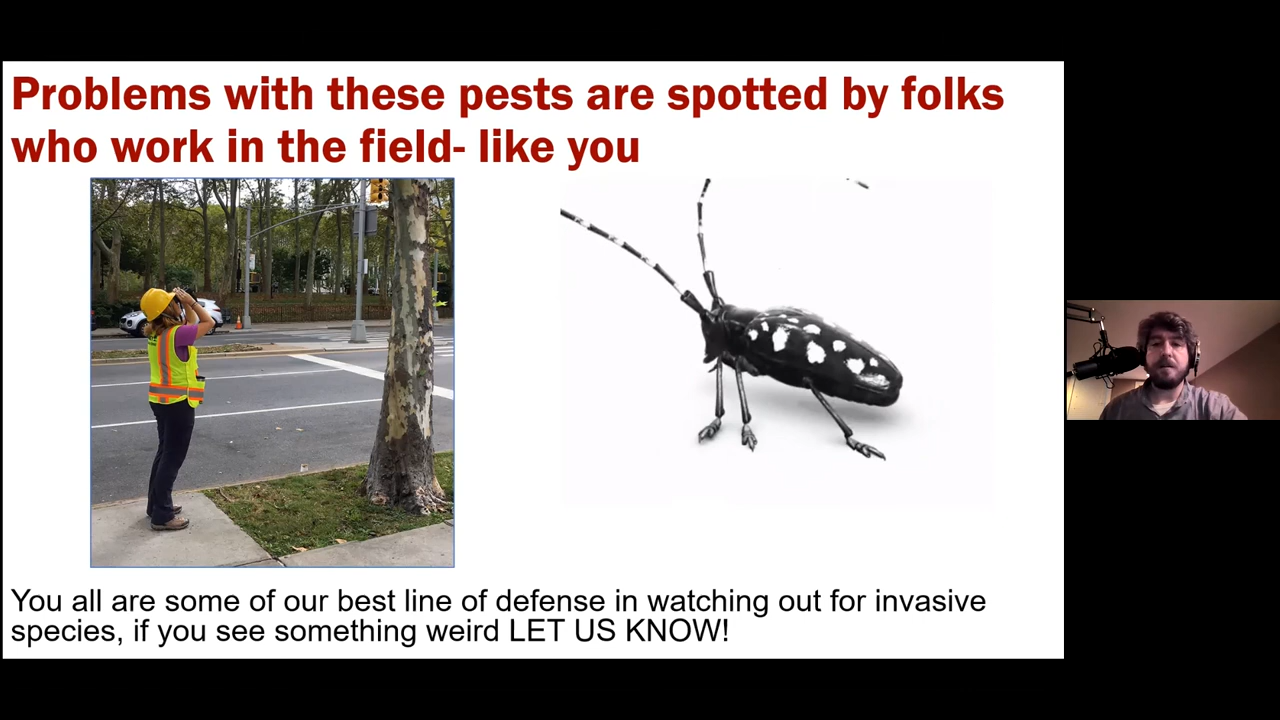 Problems with these pests are spotted by folks
who work in the field- like you
You all are some of our best line of defense in watching out for invasive
species, if you see something weird LET US KNOW!